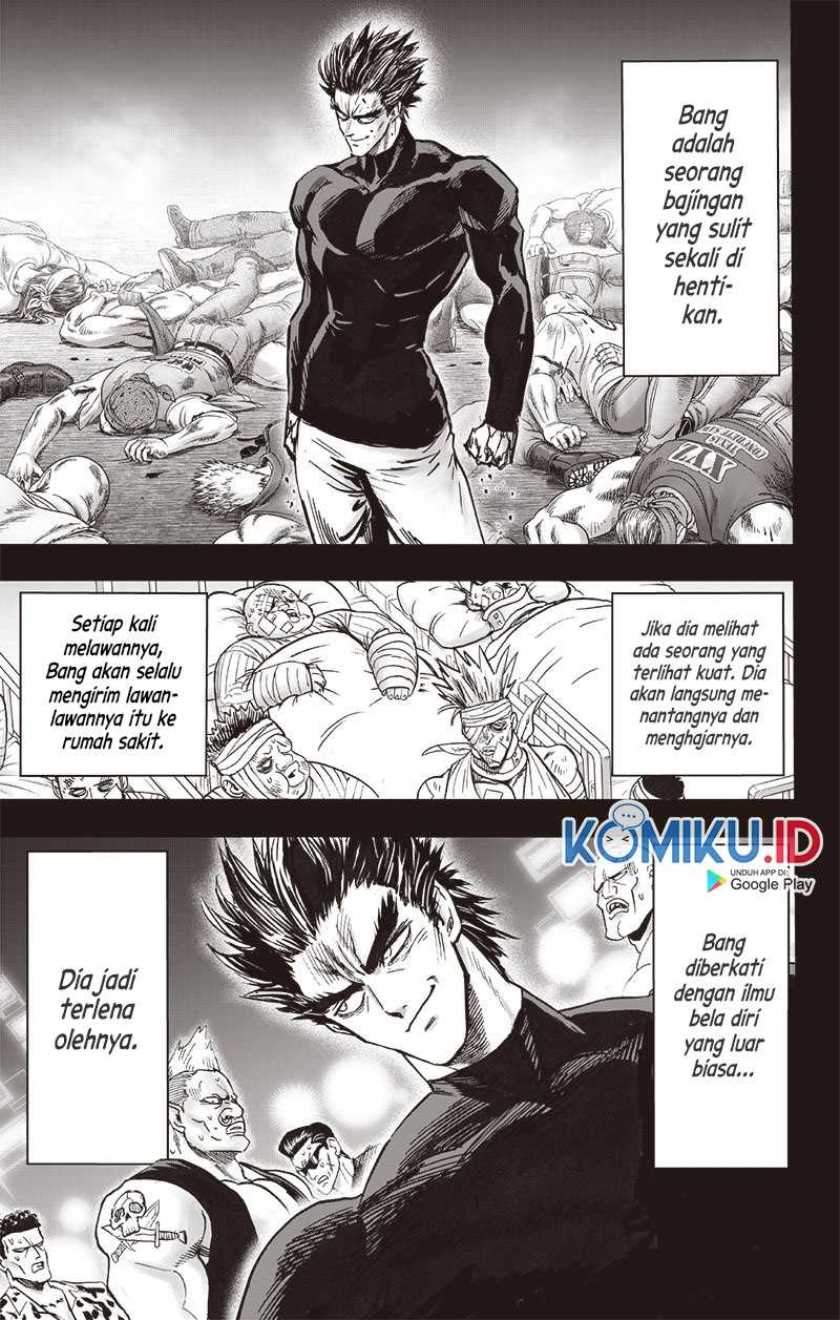 Bang
adalah
seorang
bajingan
yang sulit
sekali di
henti-
kan.
XYZ
Jika dia melihat
ada seorang yang
terlihat kuat. Dia
akan langsung me-
nantangnya dan
menghajarnya.
Setiap kali
melawannya,
Bang akan selalu
mengirim lawan-
lawannya itu ke
rumah sakit.
KOMIKU.ID
UNDUH APP DI:
Google Play
Bang
diberkati
dengan ilmu
bela diri
yang luar
biasa...
Dia jadi
terlena
olehnya.